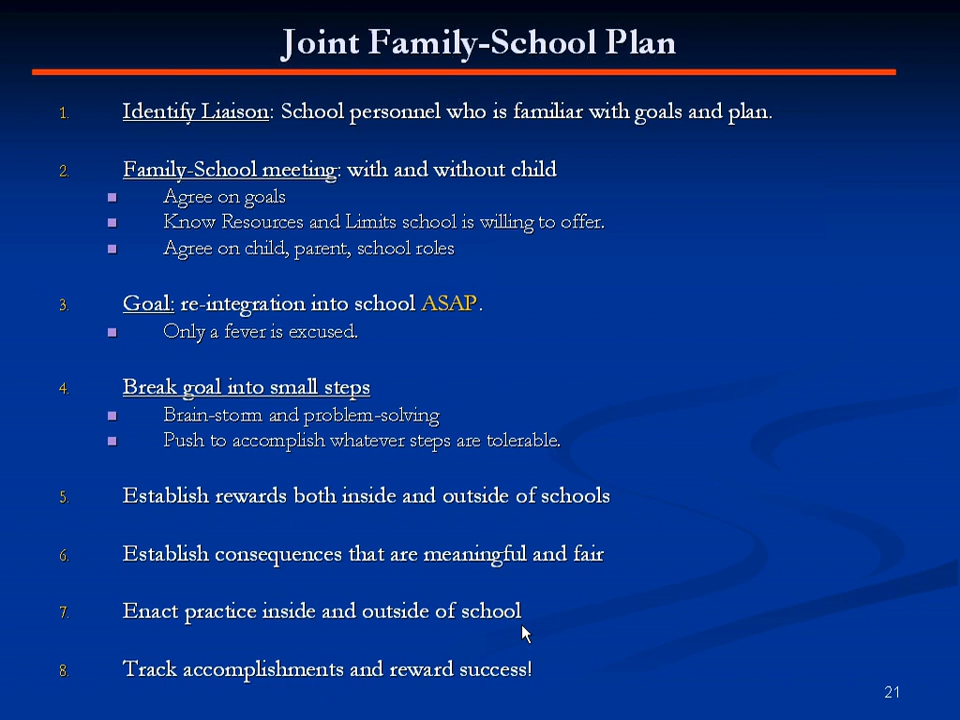 Joint Family-School Plan
1. Identify Liaison: School personnel who is familiar with goals and plan.
2. Family-School meeting: with and without child
■ Agree on goals
■ Know Resources and Limits school is willing to offer.
■ Agree on child, parent, school roles
3. Goal: re-integration into school ASAP.
■ Only a fever is excused.
4. Break goal into small steps
■ Brain-storm and problem-solving
■ Push to accomplish whatever steps are tolerable.
5. Establish rewards both inside and outside of schools
6. Establish consequences that are meaningful and fair
7. Enact practice inside and outside of school
8. Track accomplishments and reward success!
21